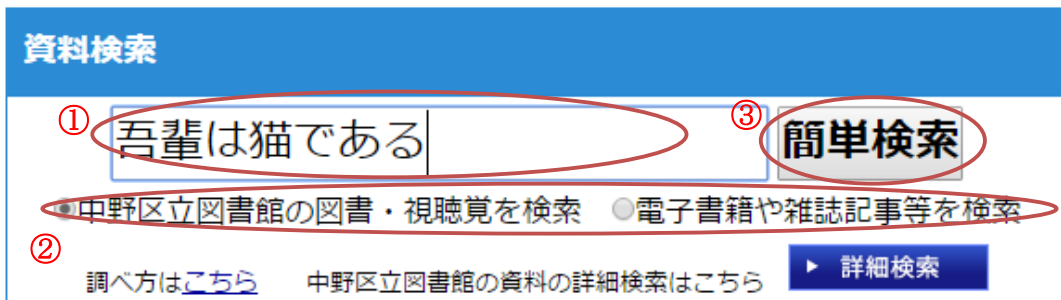 資料検索
① 吾輩は猫である ③ 簡単検索
中野区立図書館の図書・視聴覚を検索 電子書籍や雑誌記事等を検索
②
調べ方はこちら 中野区立図書館の資料の詳細検索はこちら 詳細検索